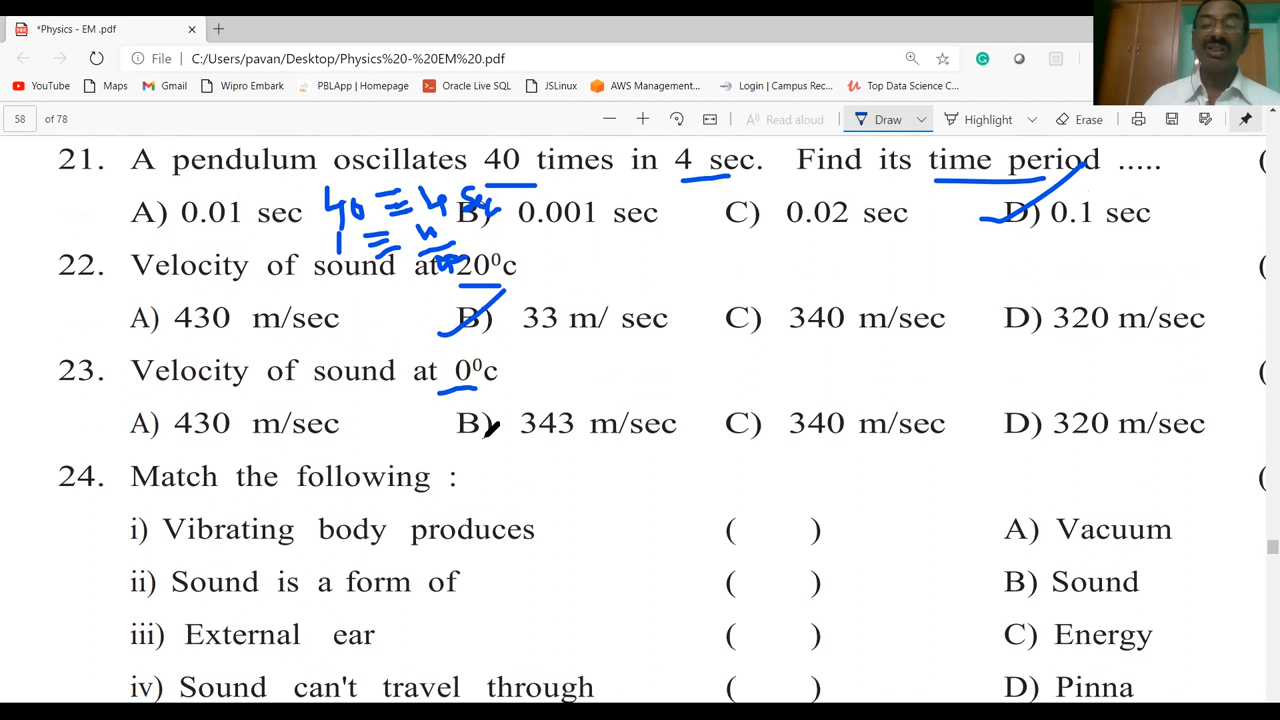 *Physics - EM .pdf
File C:/Users/pavan/Desktop/Physics%20-%20EM%20.pdf
YouTube Maps Gmail Wipro Embark PBLApp | Homepage Oracle Live SQL JSLinux AWS Management... Login | Campus Rec... Top Data Science C...
58 of 78 Read aloud Draw Highlight Erase
21. A pendulum oscillates 40 times in 4 sec. Find its time period ..... (
A) 0.01 sec B) 0.001 sec C) 0.02 sec D) 0.1 sec
40 ≡ 4 Sec
22. Velocity of sound at 20⁰c (
A) 430 m/sec B) 33 m/ sec C) 340 m/sec D) 320 m/sec
23. Velocity of sound at 0⁰c (
A) 430 m/sec B) 343 m/sec C) 340 m/sec D) 320 m/sec
24. Match the following : (
i) Vibrating body produces ( ) A) Vacuum
ii) Sound is a form of ( ) B) Sound
iii) External ear ( ) C) Energy
iv) Sound can't travel through ( ) D) Pinna